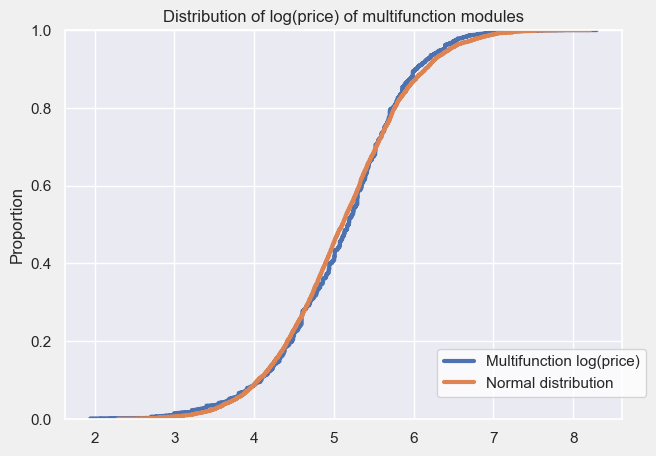 Distribution of log(price) of multifunction modules
1.0
0.8
0.6
0.4
0.2
0.0
Proportion
Multifunction log(price)
Normal distribution
2 3 4 5 6 7 8